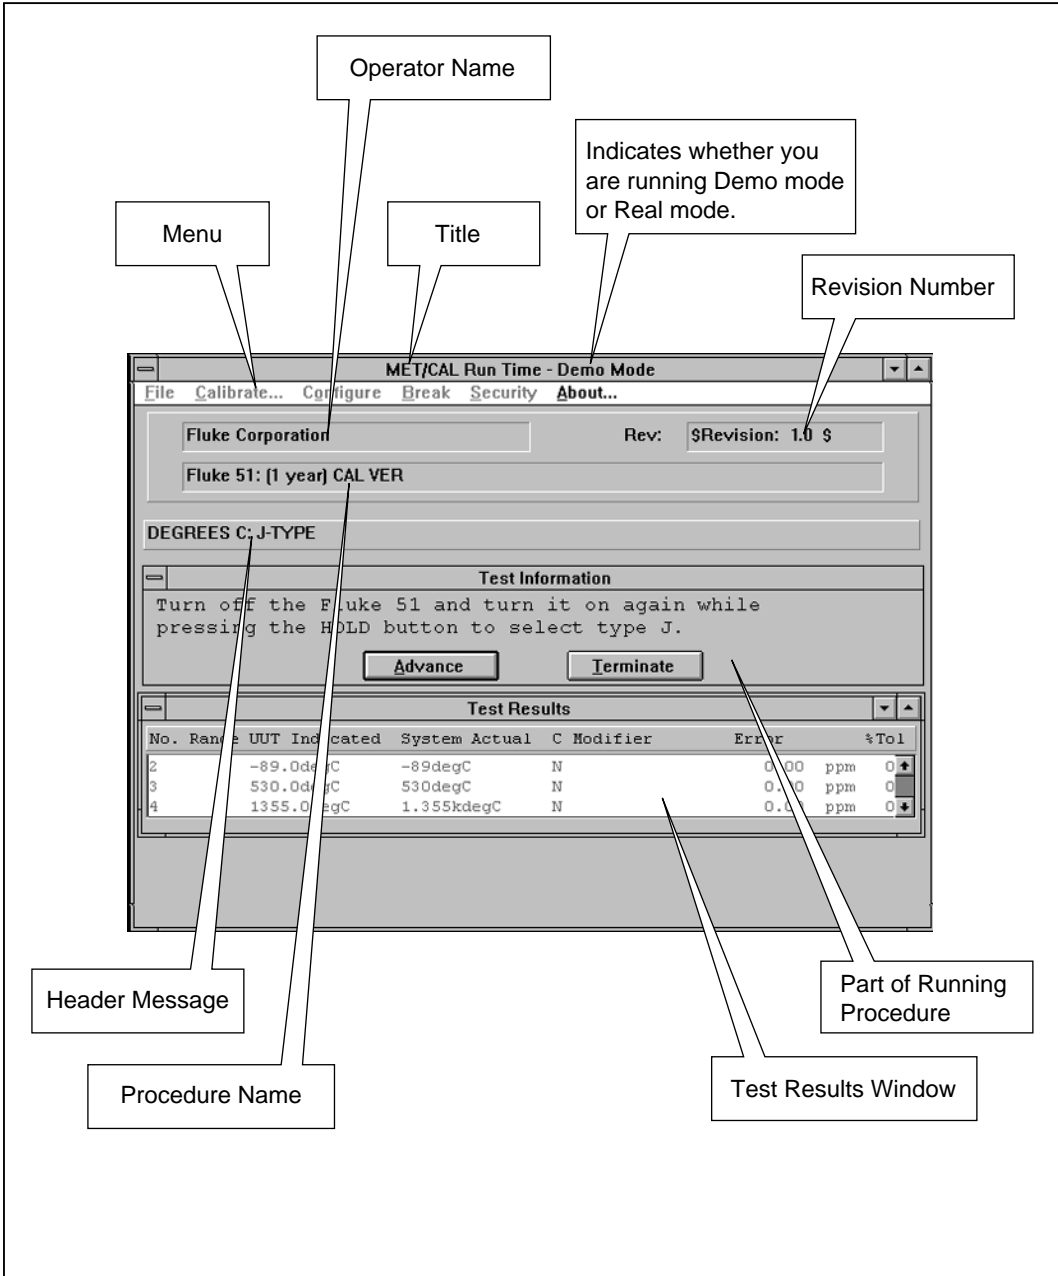 Operator Name
Indicates whether you
are running Demo mode
or Real mode.
Menu
Title
Revision Number
MET/CAL Run Time - Demo Mode
File Calibrate... Configure Break Security About...
Fluke Corporation Rev: $Revision: 1.0 $
Fluke 51: (1 year) CAL VER
DEGREES C: J-TYPE
Test Information
Turn off the Fluke 51 and turn it on again while
pressing the HOLD button to select type J.
Advance Terminate
Test Results
No. Range UUT Indicated System Actual C Modifier Error %Tol
2 -89.0degC -89degC N 0.00 ppm 0
3 530.0degC 530degC N 0.00 ppm 0
4 1355.0degC 1.355kdegC N 0.00 ppm 0
Header Message
Part of Running
Procedure
Procedure Name
Test Results Window